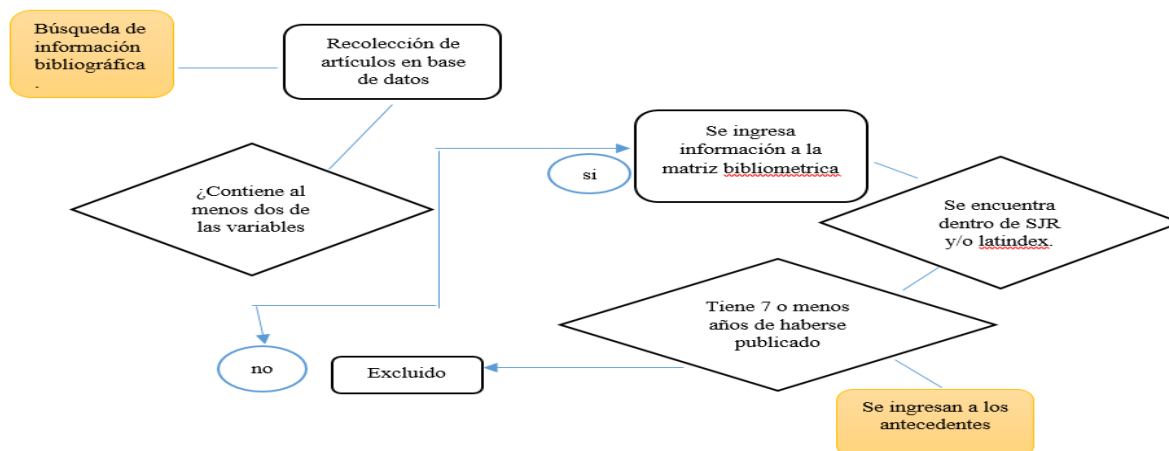 Búsqueda de
información
bibliográfica
.
Recolección de
artículos en base
de datos
¿Contiene al
menos dos de
las variables
si
Se ingresa
información a la
matriz bibliometrica
Se encuentra
dentro de SJR
y/o latindex.
Tiene 7 o menos
años de haberse
publicado
no
Excluido
Se ingresan a los
antecedentes